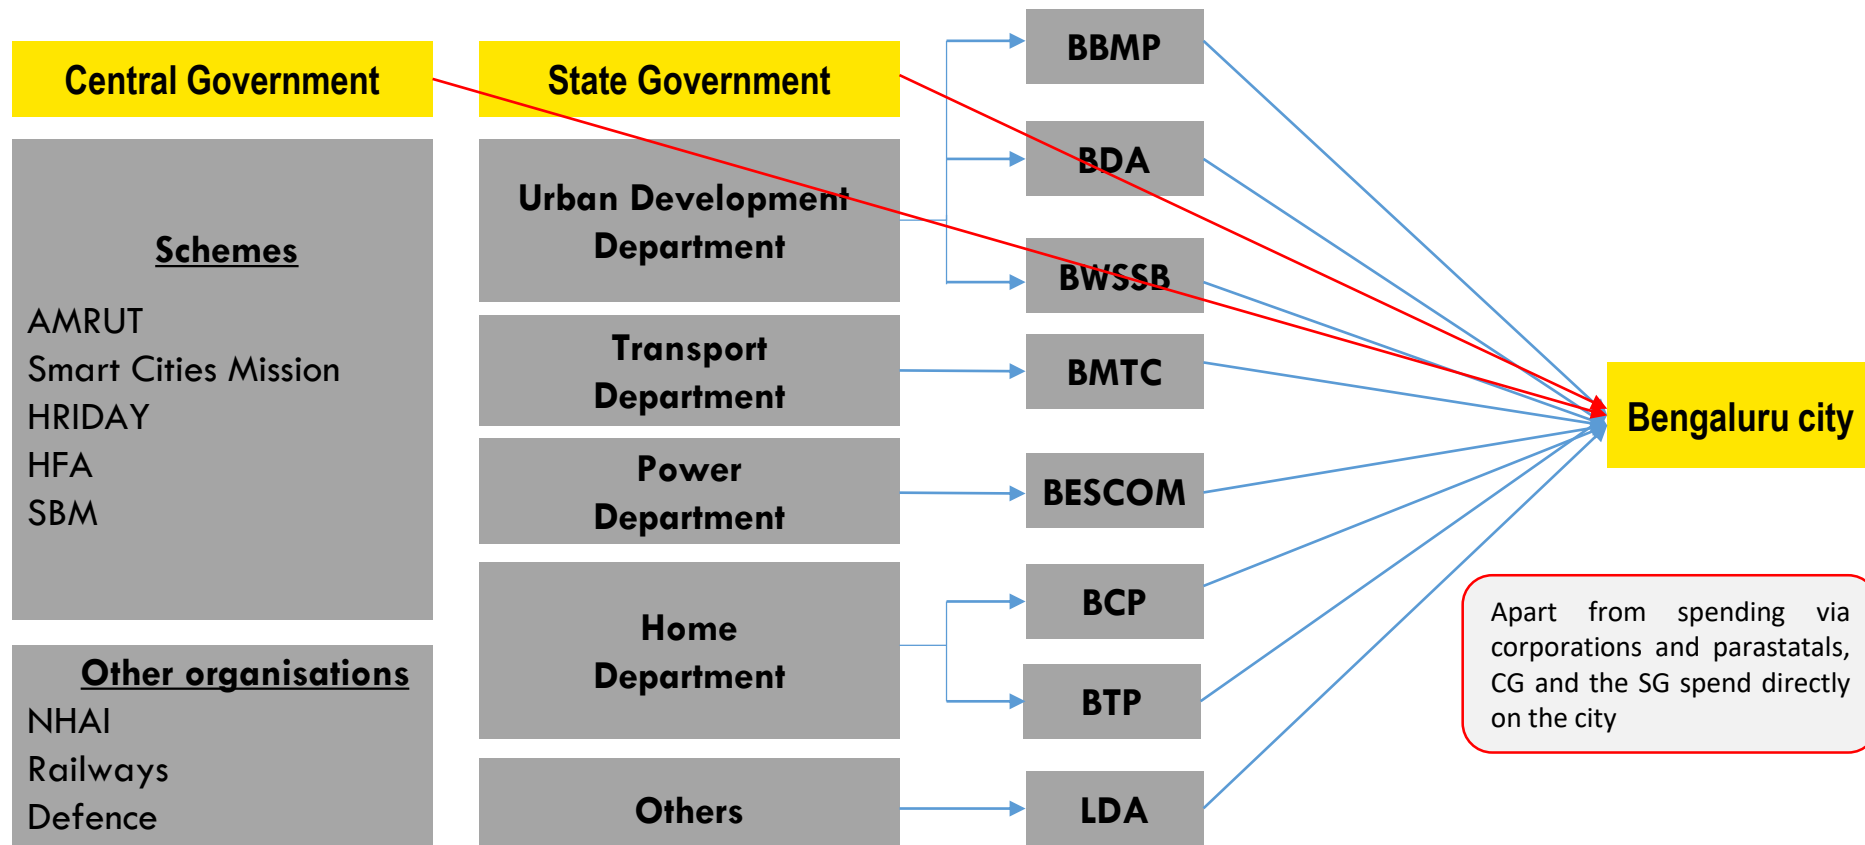 Central Government
Schemes
AMRUT
Smart Cities Mission
HRIDAY
HFA
SBM
Other organisations
NHAI
Railways
Defence
State Government
Urban Development
Department
Transport
Department
Power
Department
Home
Department
Others
BBMP
BDA
BWSSB
BMTC
BESCOM
BCP
BTP
LDA
Bengaluru city
Apart from spending via
corporations and parastatals,
CG and the SG spend directly
on the city